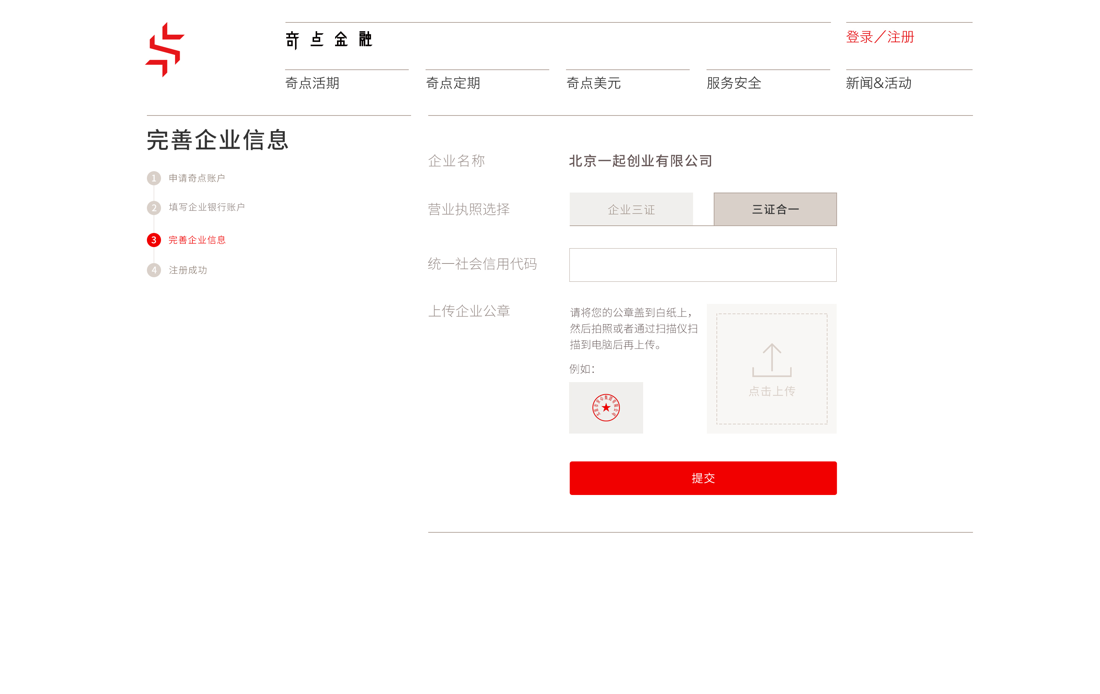 奇点金融
登录／注册
奇点活期
奇点定期
奇点美元
服务安全
新闻&活动
完善企业信息
1 申请奇点账户
2 填写企业银行账户
3 完善企业信息
4 注册成功
企业名称
北京一起创业有限公司
营业执照选择
企业三证
三证合一
统一社会信用代码
上传企业公章
请将您的公章盖到白纸上，
然后拍照或者通过扫描仪扫
描到电脑后再上传。
例如：
点击上传
提交